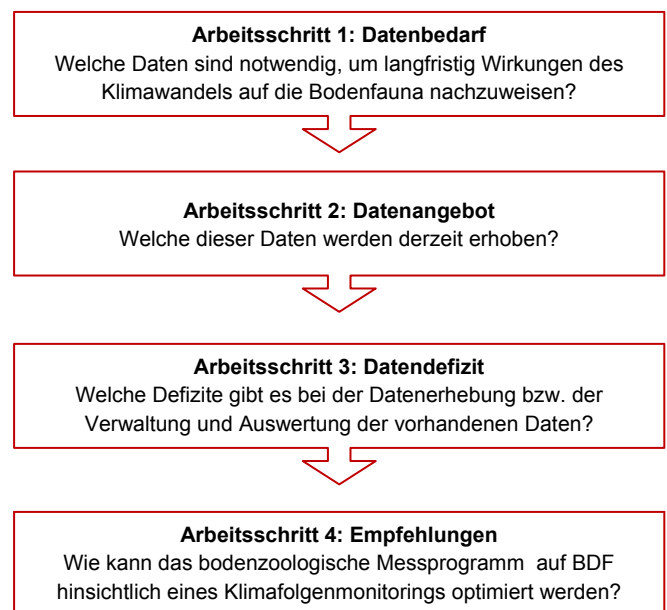 Arbeitsschritt 1: Datenbedarf
Welche Daten sind notwendig, um langfristig Wirkungen des
Klimawandels auf die Bodenfauna nachzuweisen?
Arbeitsschritt 2: Datenangebot
Welche dieser Daten werden derzeit erhoben?
Arbeitsschritt 3: Datendefizit
Welche Defizite gibt es bei der Datenerhebung bzw. der
Verwaltung und Auswertung der vorhandenen Daten?
Arbeitsschritt 4: Empfehlungen
Wie kann das bodenzoologische Messprogramm auf BDF
hinsichtlich eines Klimafolgenmonitorings optimiert werden?